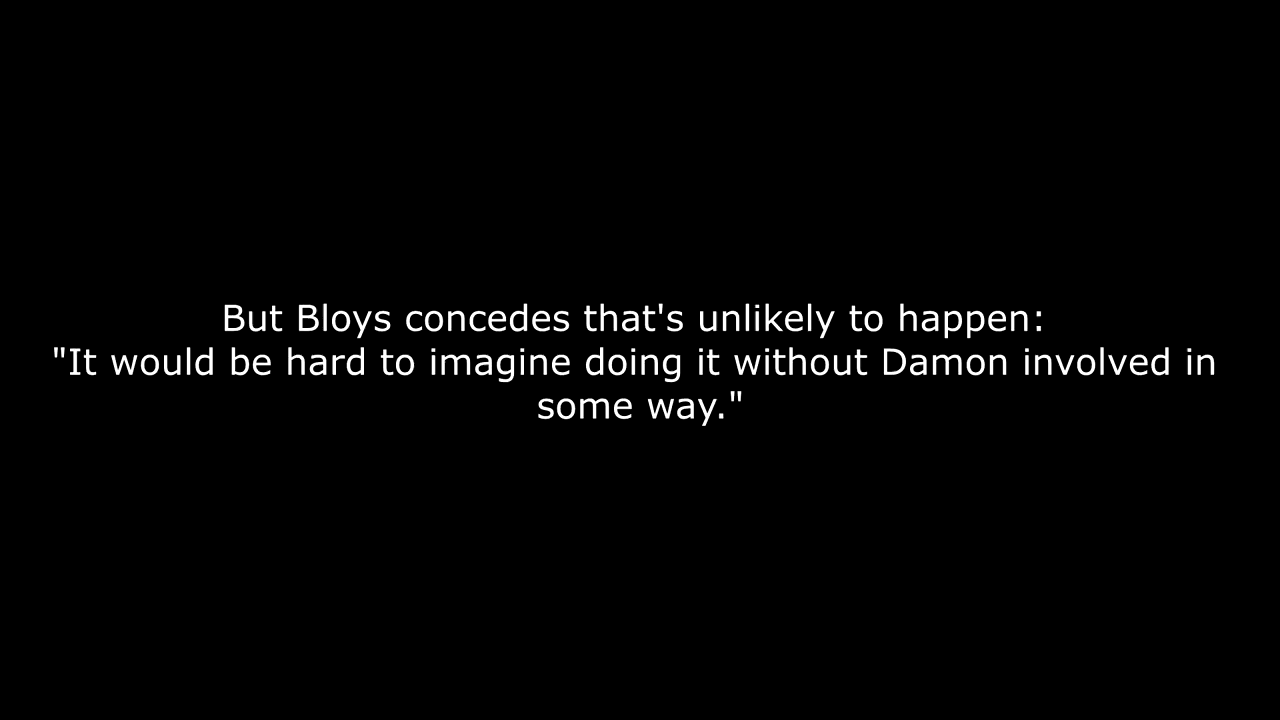 But Bloys concedes that's unlikely to happen:
"It would be hard to imagine doing it without Damon involved in
some way."